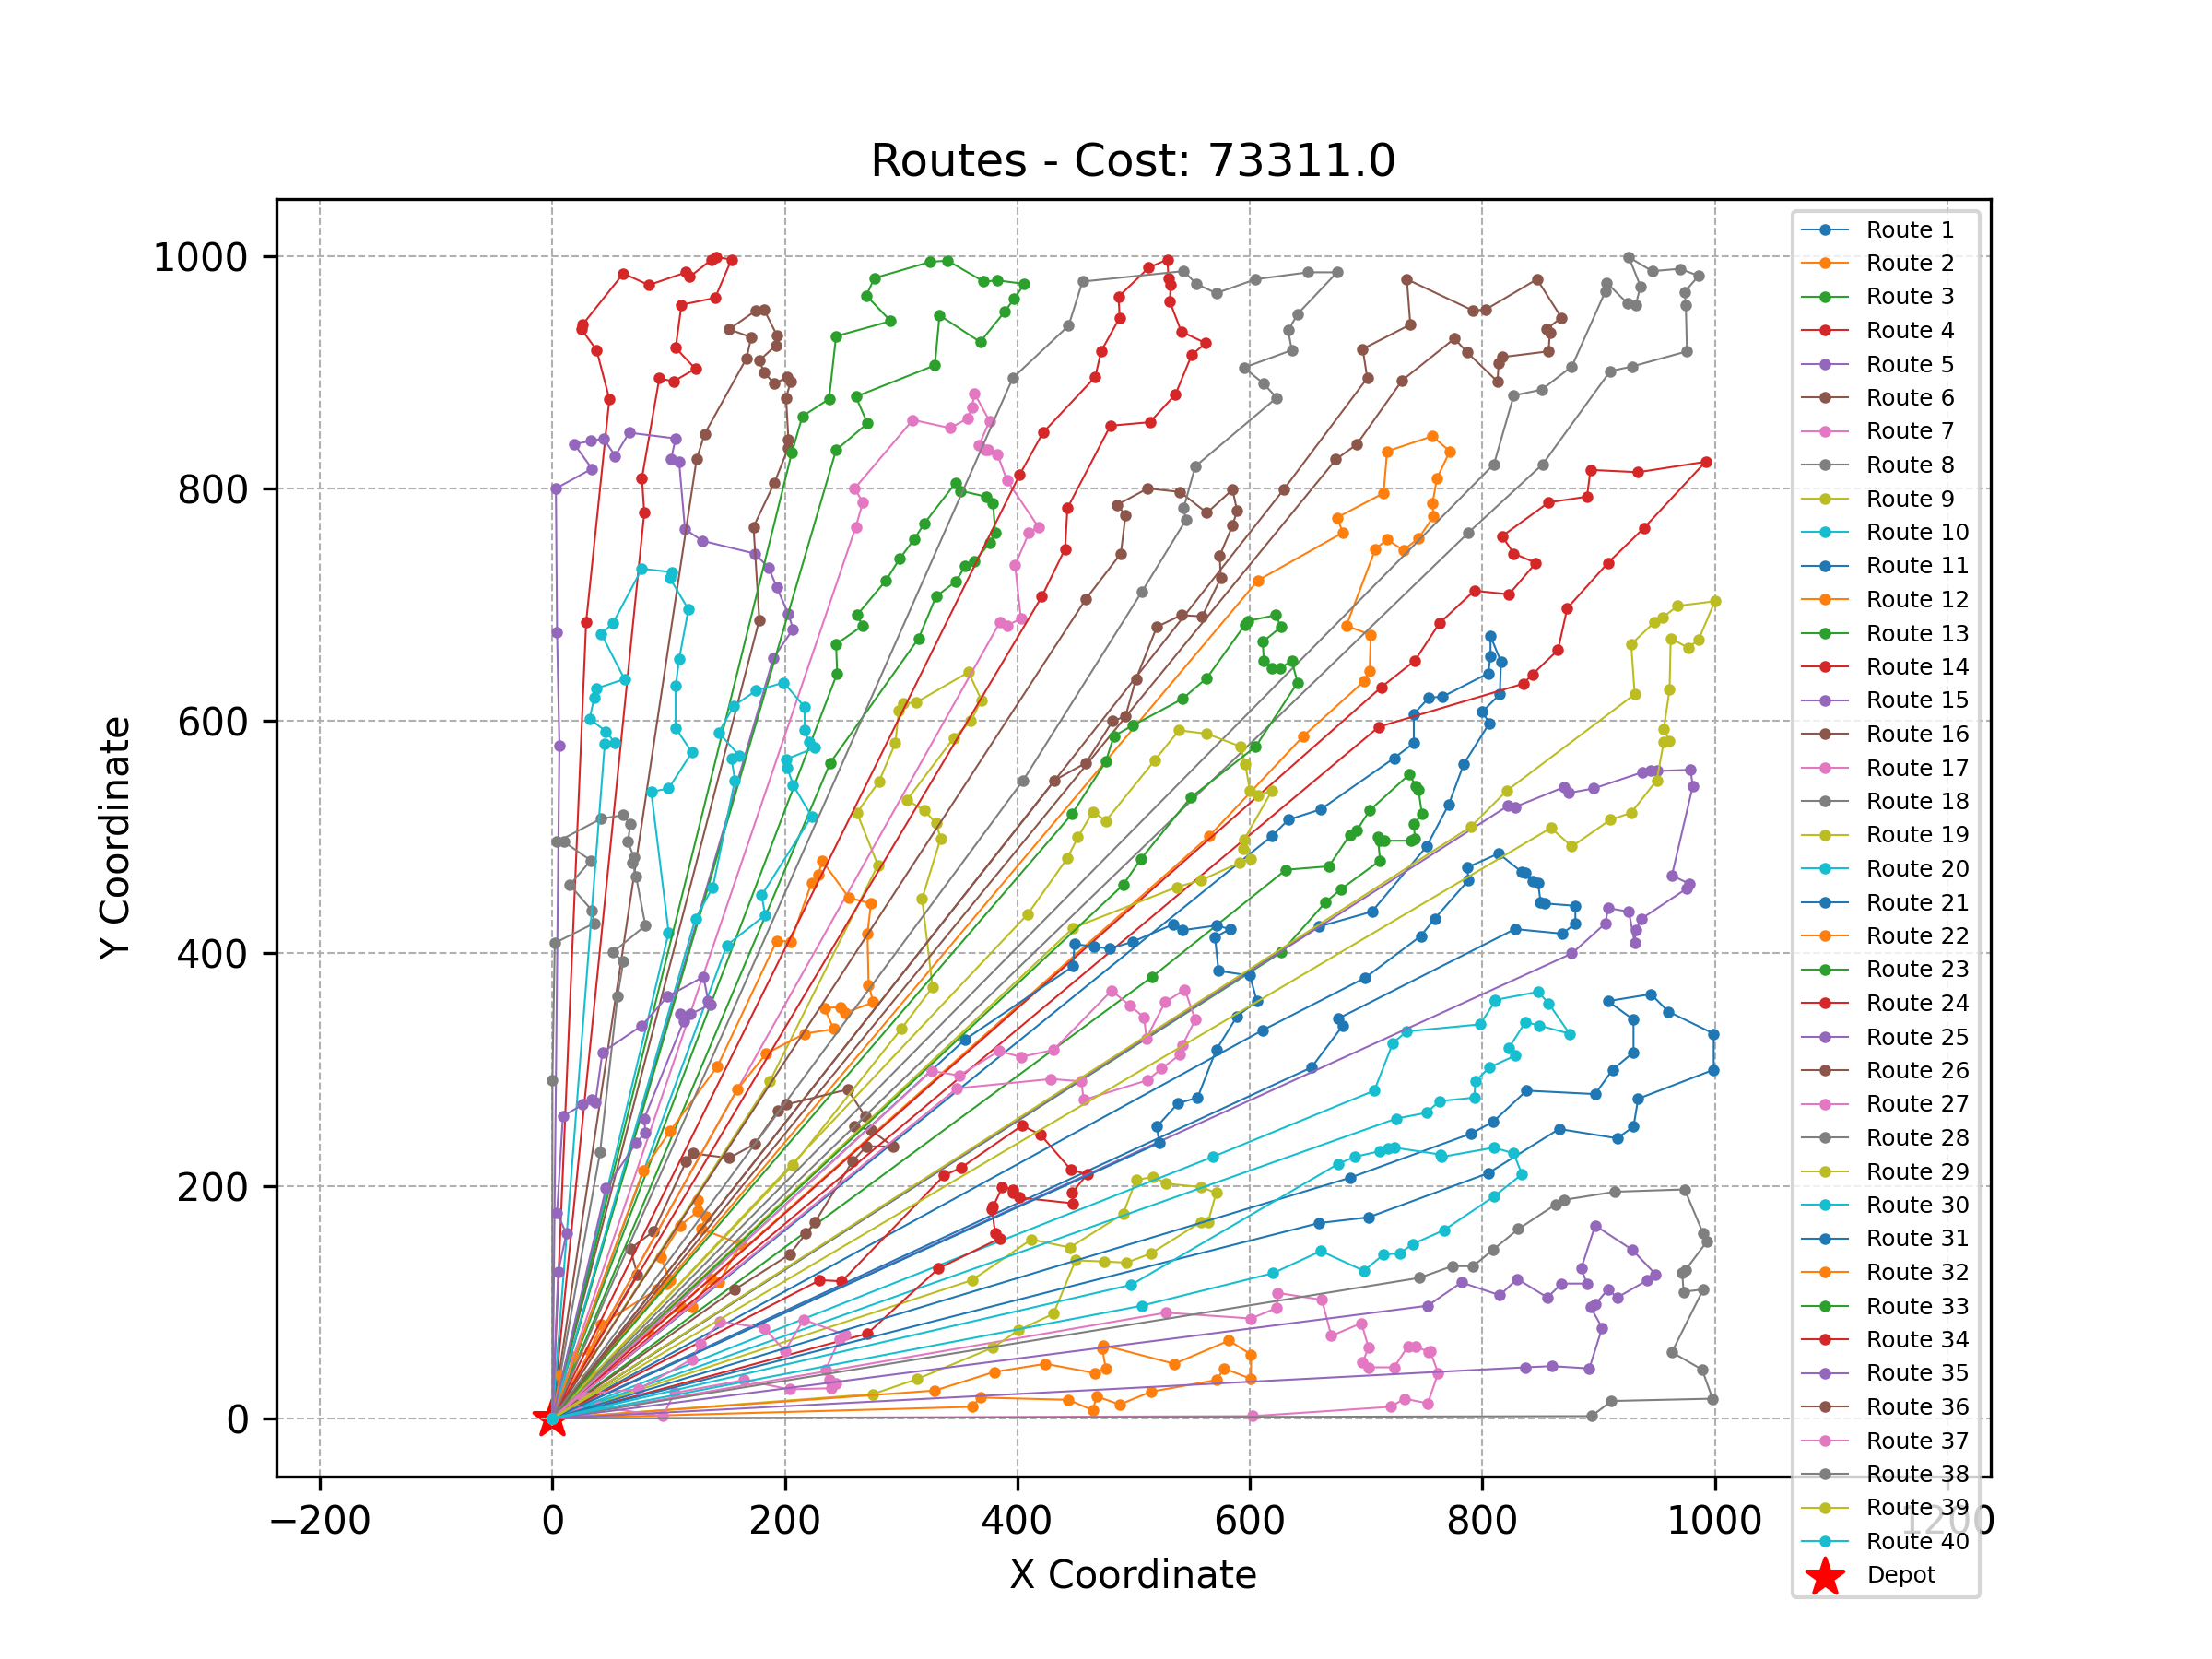 Routes - Cost: 73311.0
1000
800
600
400
200
0
Y Coordinate
−200
0
200
400
600
800
1000
1200
X Coordinate
Route 1
Route 2
Route 3
Route 4
Route 5
Route 6
Route 7
Route 8
Route 9
Route 10
Route 11
Route 12
Route 13
Route 14
Route 15
Route 16
Route 17
Route 18
Route 19
Route 20
Route 21
Route 22
Route 23
Route 24
Route 25
Route 26
Route 27
Route 28
Route 29
Route 30
Route 31
Route 32
Route 33
Route 34
Route 35
Route 36
Route 37
Route 38
Route 39
Route 40
Depot